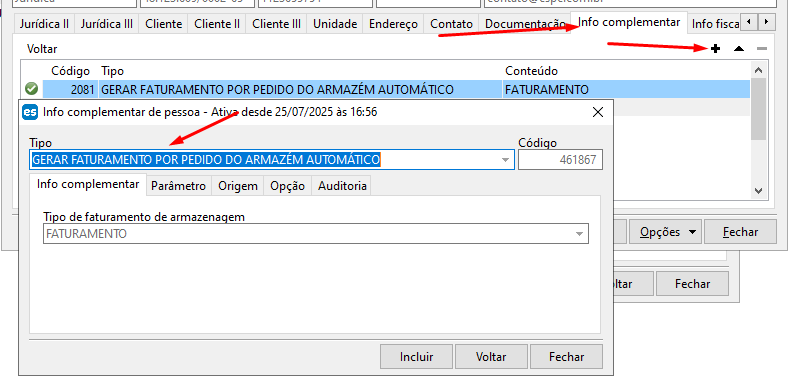 Jurídica II Jurídica III Cliente Cliente II Cliente III Unidade Endereço Contato Documentação Info complementar Info fisca
Voltar
Código Tipo Conteúdo
2081 GERAR FATURAMENTO POR PEDIDO DO ARMAZÉM AUTOMÁTICO FATURAMENTO
es Info complementar de pessoa - Ativa desde 25/07/2025 às 16:56
Tipo Código
GERAR FATURAMENTO POR PEDIDO DO ARMAZÉM AUTOMÁTICO 461867
Info complementar Parâmetro Origem Opção Auditoria
Tipo de faturamento de armazenagem
FATURAMENTO
Opções Fechar
ltar Fechar
Incluir Voltar Fechar